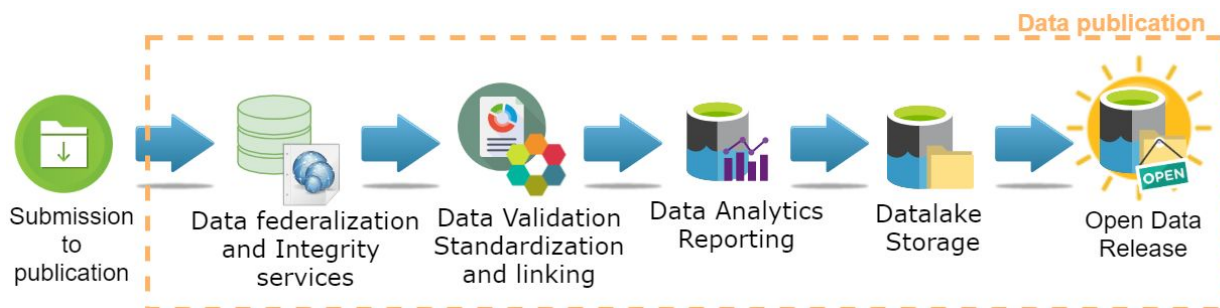 Data publication
Submission
to
publication
Data federalization
and Integrity
services
Data Validation
Standardization
and linking
Data Analytics
Reporting
Datalake
Storage
OPEN
Open Data
Release